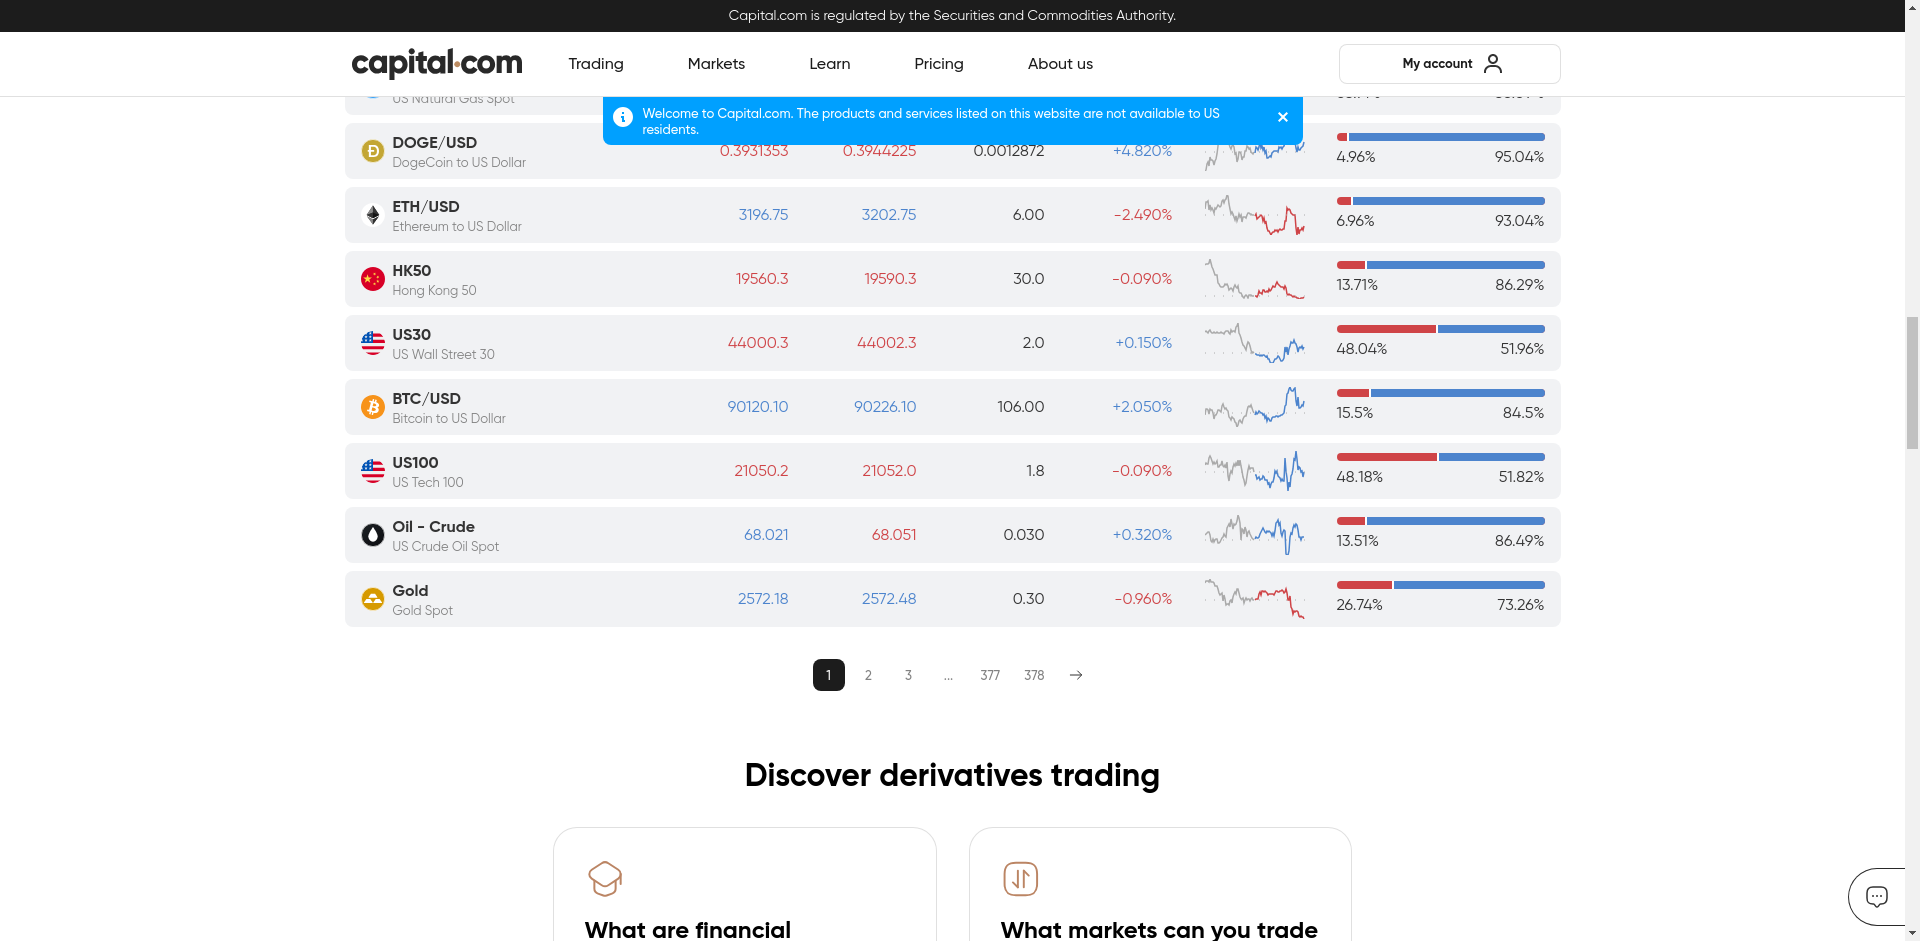 Capital.com is regulated by the Securities and Commodities Authority.
capital.com
Trading
Markets
Learn
Pricing
About us
My account
US Natural Gas Spot
Welcome to Capital.com. The products and services listed on this website are not available to US
residents.
DOGE/USD
DogeCoin to US Dollar
0.3931353
0.3944225
0.0012872
+4.820%
4.96%
95.04%
ETH/USD
Ethereum to US Dollar
3196.75
3202.75
6.00
-2.490%
6.96%
93.04%
HK50
Hong Kong 50
19560.3
19590.3
30.0
-0.090%
13.71%
86.29%
US30
US Wall Street 30
44000.3
44002.3
2.0
+0.150%
48.04%
51.96%
BTC/USD
Bitcoin to US Dollar
90120.10
90226.10
106.00
+2.050%
15.5%
84.5%
US100
US Tech 100
21050.2
21052.0
1.8
-0.090%
48.18%
51.82%
Oil - Crude
US Crude Oil Spot
68.021
68.051
0.030
+0.320%
13.51%
86.49%
Gold
Gold Spot
2572.18
2572.48
0.30
-0.960%
26.74%
73.26%
1 2 3 ... 377 378
Discover derivatives trading
What are financial
What markets can you trade